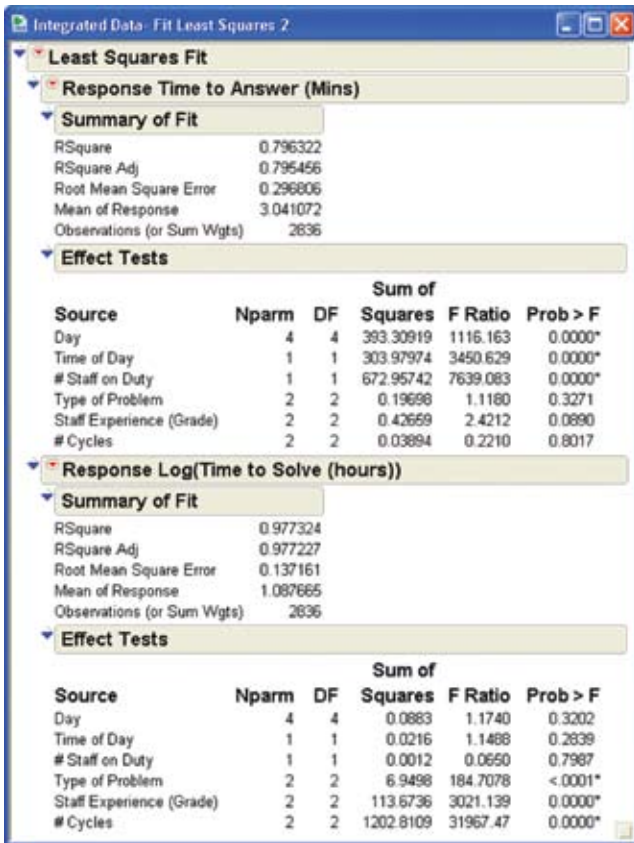 Integrated Data- Fit Least Squares 2
Least Squares Fit
Response Time to Answer (Mins)
Summary of Fit
RSquare 0.796322
RSquare Adj 0.795456
Root Mean Square Error 0.296806
Mean of Response 3.041072
Observations (or Sum Wgts) 2836
Effect Tests
Sum of
Source Nparm DF Squares F Ratio Prob > F
Day 4 4 393.30919 1116.163 0.0000*
Time of Day 1 1 303.97974 3450.629 0.0000*
# Staff on Duty 1 1 672.95742 7639.083 0.0000*
Type of Problem 2 2 0.19698 1.1180 0.3271
Staff Experience (Grade) 2 2 0.42659 2.4212 0.0890
# Cycles 2 2 0.03894 0.2210 0.8017
Response Log(Time to Solve (hours))
Summary of Fit
RSquare 0.977324
RSquare Adj 0.977227
Root Mean Square Error 0.137161
Mean of Response 1.087665
Observations (or Sum Wgts) 2836
Effect Tests
Sum of
Source Nparm DF Squares F Ratio Prob > F
Day 4 4 0.0883 1.1740 0.3202
Time of Day 1 1 0.0216 1.1488 0.2839
# Staff on Duty 1 1 0.0012 0.0650 0.7987
Type of Problem 2 2 6.9498 184.7078 <.0001*
Staff Experience (Grade) 2 2 113.6736 3021.139 0.0000*
# Cycles 2 2 1202.8109 31967.47 0.0000*